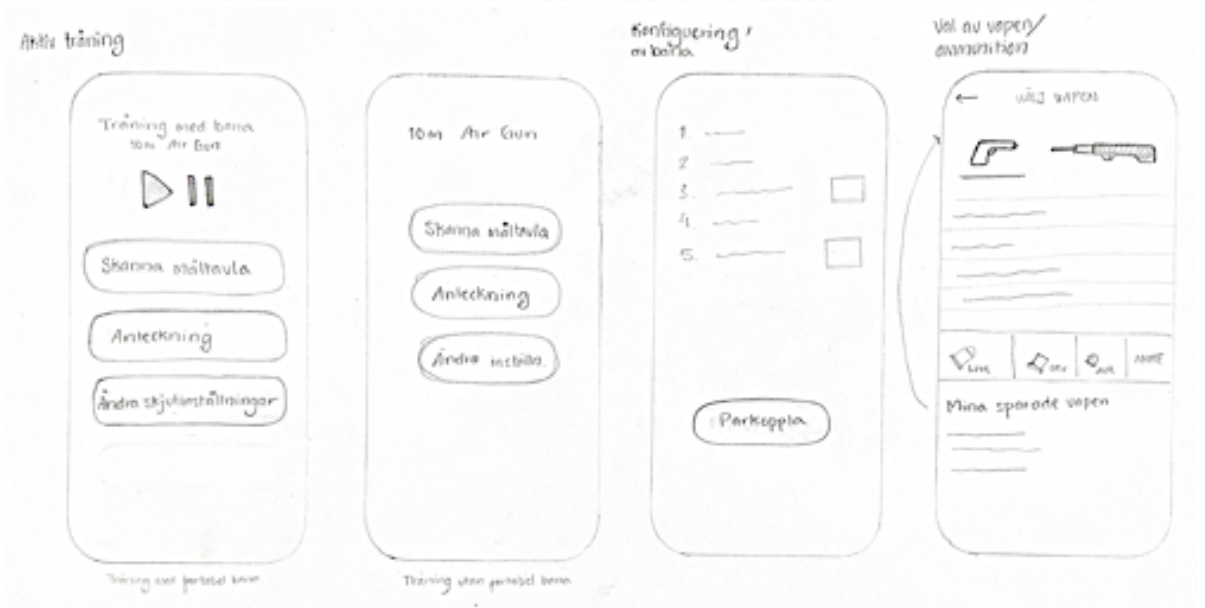 Aktiv träning
Träning med bana
10m Air Gun
Skanna måltavla
Anteckning
Ändra skjutinställningar
Träning med portabel bana
10m Air Gun
Skanna måltavla
Anteckning
Ändra inställn.
Träning utan portabel bana
Konfiguering
av bana
1.
2
3.
4.
5.
Parkoppla
Val av vapen/
ammunition
← VÄLJ VAPEN
AIR
Mina sparade vapen